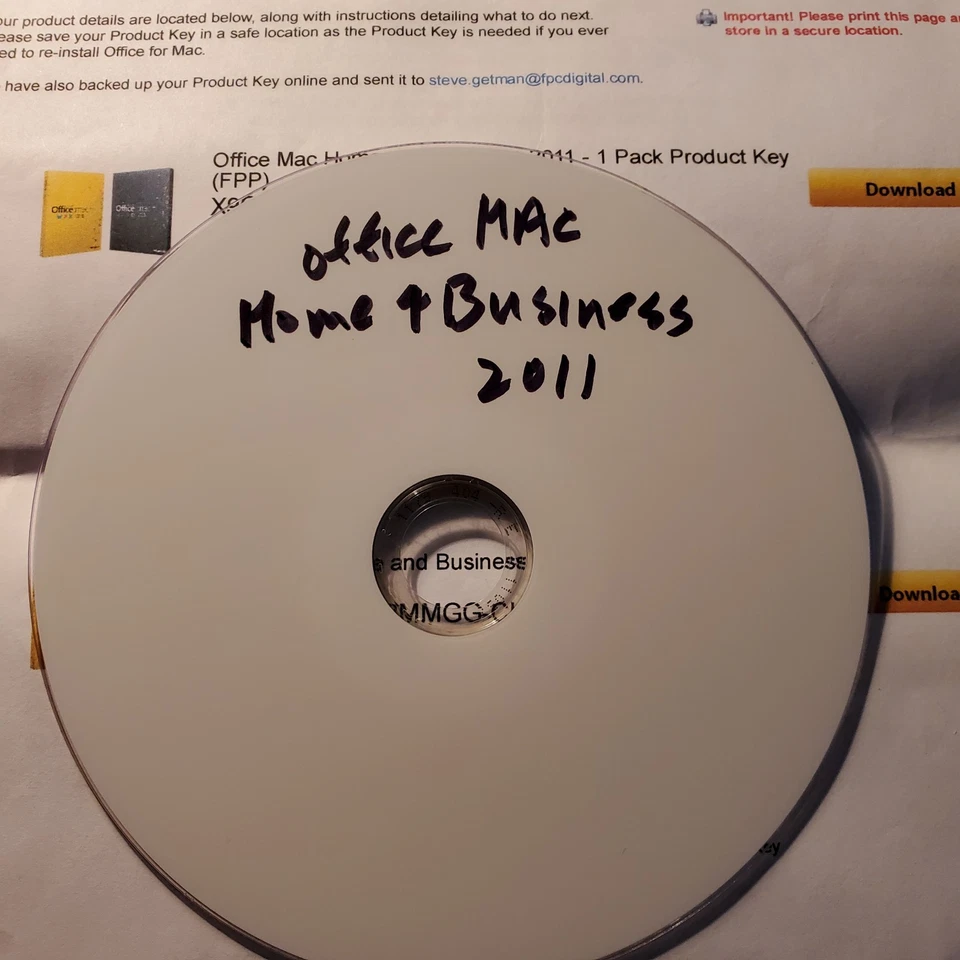 our product details are located below, along with instructions detailing what to do next.
ease save your Product Key in a safe location as the Product Key is needed if you ever
ed to re-install Office for Mac.
have also backed up your Product Key online and sent it to steve.getman@fpcdigital.com.
Important! Please print this page a
store in a secure location.
Office Mac 2011 - 1 Pack Product Key
(FPP)
Download
Office
Office
office MAC
Home & Business
2011
and Business
MMGG-C
Downloa
ey